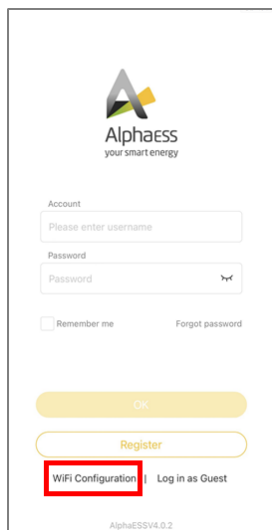 AlphaESS
your smart energy
Account
Please enter username
Password
Password
Remember me Forgot password
OK
Register
WiFi Configuration | Log in as Guest
AlphaESSV4.0.2